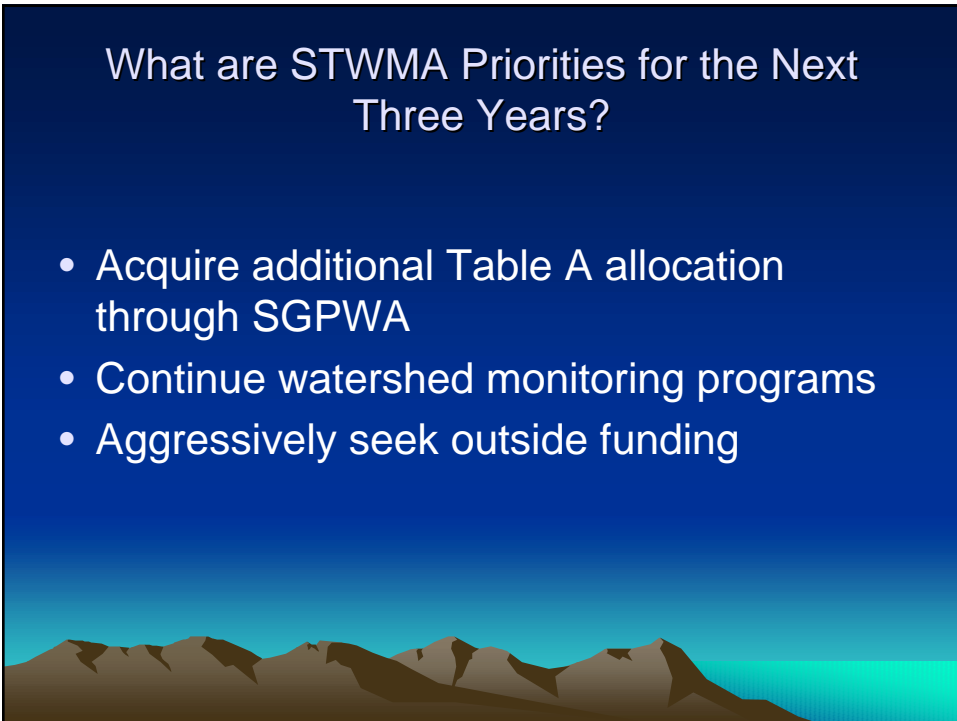 What are STWMA Priorities for the Next
Three Years?
• Acquire additional Table A allocation
through SGPWA
• Continue watershed monitoring programs
• Aggressively seek outside funding